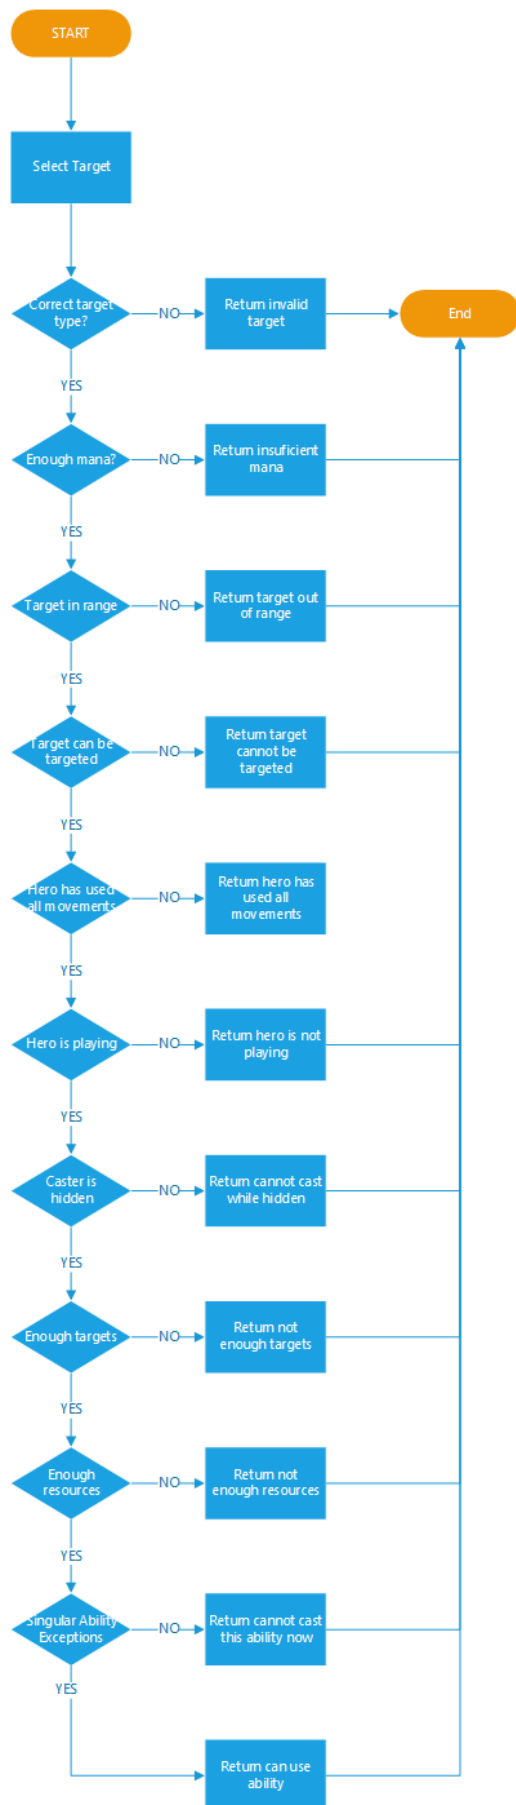 START
Select Target
Correct target
type?
NO
Return invalid
target
End
YES
Enough mana?
NO
Return insuficient
mana
YES
Target in range
NO
Return target out
of range
YES
Target can be
targeted
NO
Return target
cannot be
targeted
YES
Hero has used
all movements
NO
Return hero has
used all
movements
YES
Hero is playing
NO
Return hero is not
playing
YES
Caster is
hidden
NO
Return cannot cast
while hidden
YES
Enough targets
NO
Return not
enough targets
YES
Enough
resources
NO
Return not
enough resources
YES
Singular Ability
Exceptions
NO
Return cannot cast
this ability now
YES
Return can use
ability